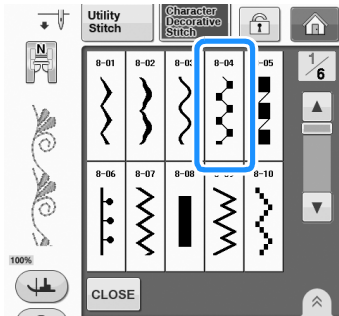 Utility
Stitch
Character
Decorative
Stitch
N
1/6
8-01 8-02 8-04 -05
8-06 8-07 8-08 8-10
100%
CLOSE